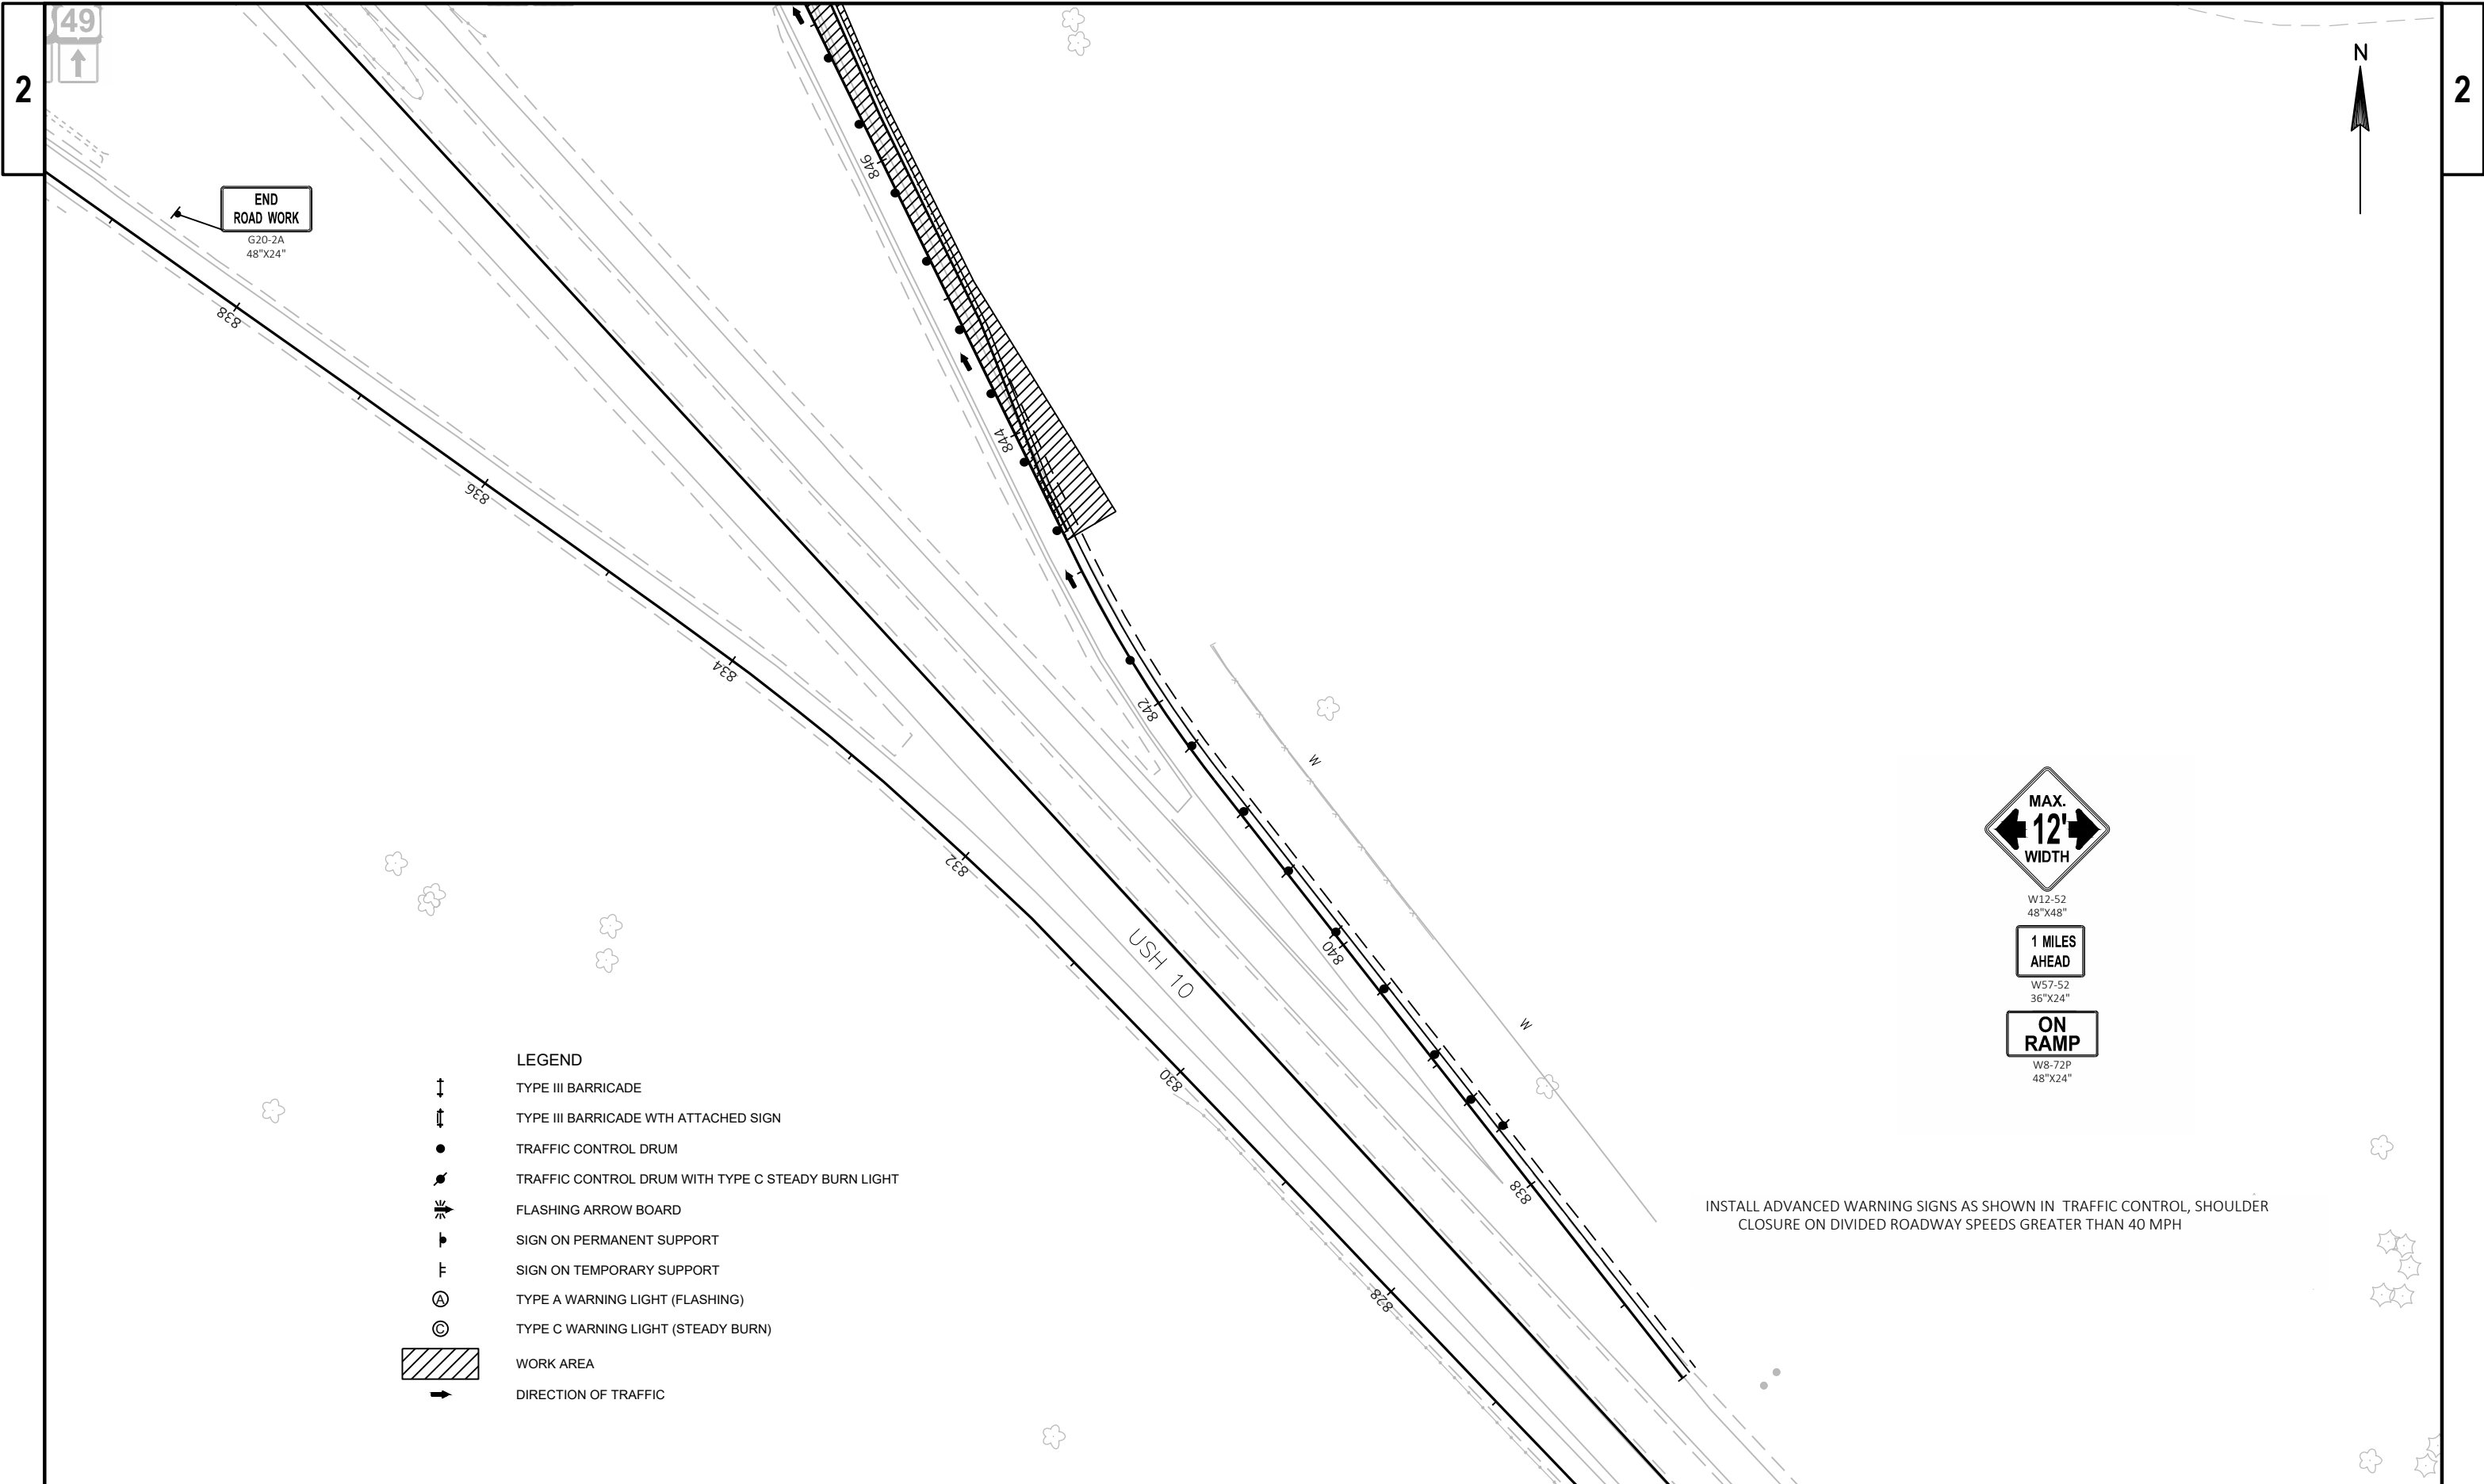 49
2
2
N
END
ROAD WORK
G20-2A
48"X24"
846
838
844
836
834
842
W
832
840
USH 10
MAX.
12'
WIDTH
W12-52
48"X48"
1 MILES
AHEAD
W57-52
36"X24"
ON
RAMP
W8-72P
48"X24"
W
830
838
828
INSTALL ADVANCED WARNING SIGNS AS SHOWN IN TRAFFIC CONTROL, SHOULDER
CLOSURE ON DIVIDED ROADWAY SPEEDS GREATER THAN 40 MPH
LEGEND
TYPE III BARRICADE
TYPE III BARRICADE WTH ATTACHED SIGN
TRAFFIC CONTROL DRUM
TRAFFIC CONTROL DRUM WITH TYPE C STEADY BURN LIGHT
FLASHING ARROW BOARD
SIGN ON PERMANENT SUPPORT
SIGN ON TEMPORARY SUPPORT
A TYPE A WARNING LIGHT (FLASHING)
C TYPE C WARNING LIGHT (STEADY BURN)
WORK AREA
DIRECTION OF TRAFFIC